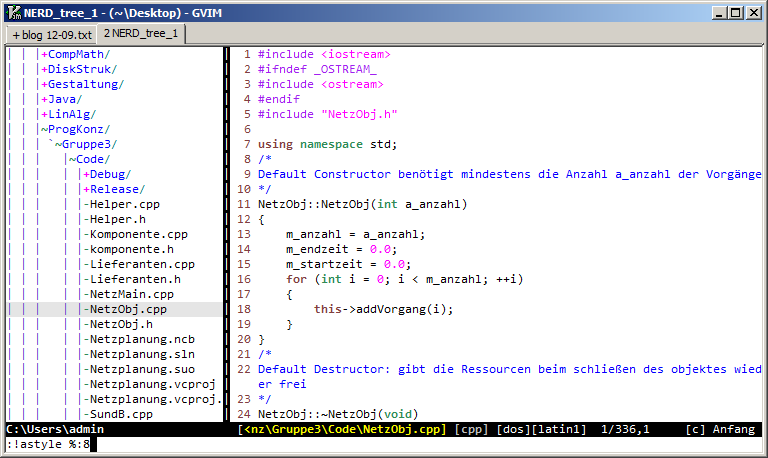 NERD_tree_1 - (~\Desktop) - GVIM
+ blog 12-09.txt 2 NERD_tree_1
| | | +CompMath/
| | | +DiskStruk/
| | | +Gestaltung/
| | | +Java/
| | | +LinAlg/
| | | ~ProgKonz/
| | | `~Gruppe3/
| | | |~Code/
| | | | |+Debug/
| | | | |+Release/
| | | | |-Helper.cpp
| | | | |-Helper.h
| | | | |-Komponente.cpp
| | | | |-komponente.h
| | | | |-Lieferanten.cpp
| | | | |-Lieferanten.h
| | | | |-NetzMain.cpp
| | | | |-NetzObj.cpp
| | | | |-NetzObj.h
| | | | |-Netzplanung.ncb
| | | | |-Netzplanung.sln
| | | | |-Netzplanung.suo
| | | | |-Netzplanung.vcproj
| | | | |-Netzplanung.vcproj.
| | | | |-SundB.cpp
1 #include <iostream>
2 #ifndef _OSTREAM_
3 #include <ostream>
4 #endif
5 #include "NetzObj.h"
6
7 using namespace std;
8 /*
9 Default Constructor benötigt mindestens die Anzahl a_anzahl der Vorgänge
10 */
11 NetzObj::NetzObj(int a_anzahl)
12 {
13 m_anzahl = a_anzahl;
14 m_endzeit = 0.0;
15 m_startzeit = 0.0;
16 for (int i = 0; i < m_anzahl; ++i)
17 {
18 this->addVorgang(i);
19 }
20 }
21 /*
22 Default Destructor: gibt die Ressourcen beim schließen des objektes wied
er frei
23 */
24 NetzObj::~NetzObj(void)
C:\Users\admin [<nz\Gruppe3\Code\NetzObj.cpp] [cpp] [dos][latin1] 1/336,1 [c] Anfang
:!astyle %:8